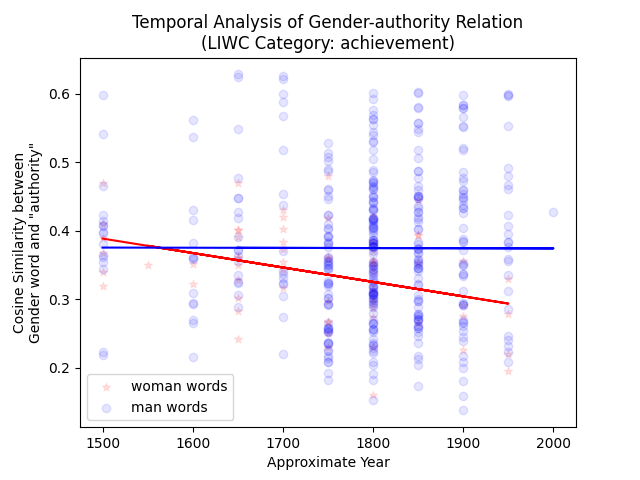 Temporal Analysis of Gender-authority Relation
(LIWC Category: achievement)
Cosine Similarity between
Gender word and "authority"
0.6
0.5
0.4
0.3
0.2
woman words
man words
1500
1600
1700
1800
1900
2000
Approximate Year